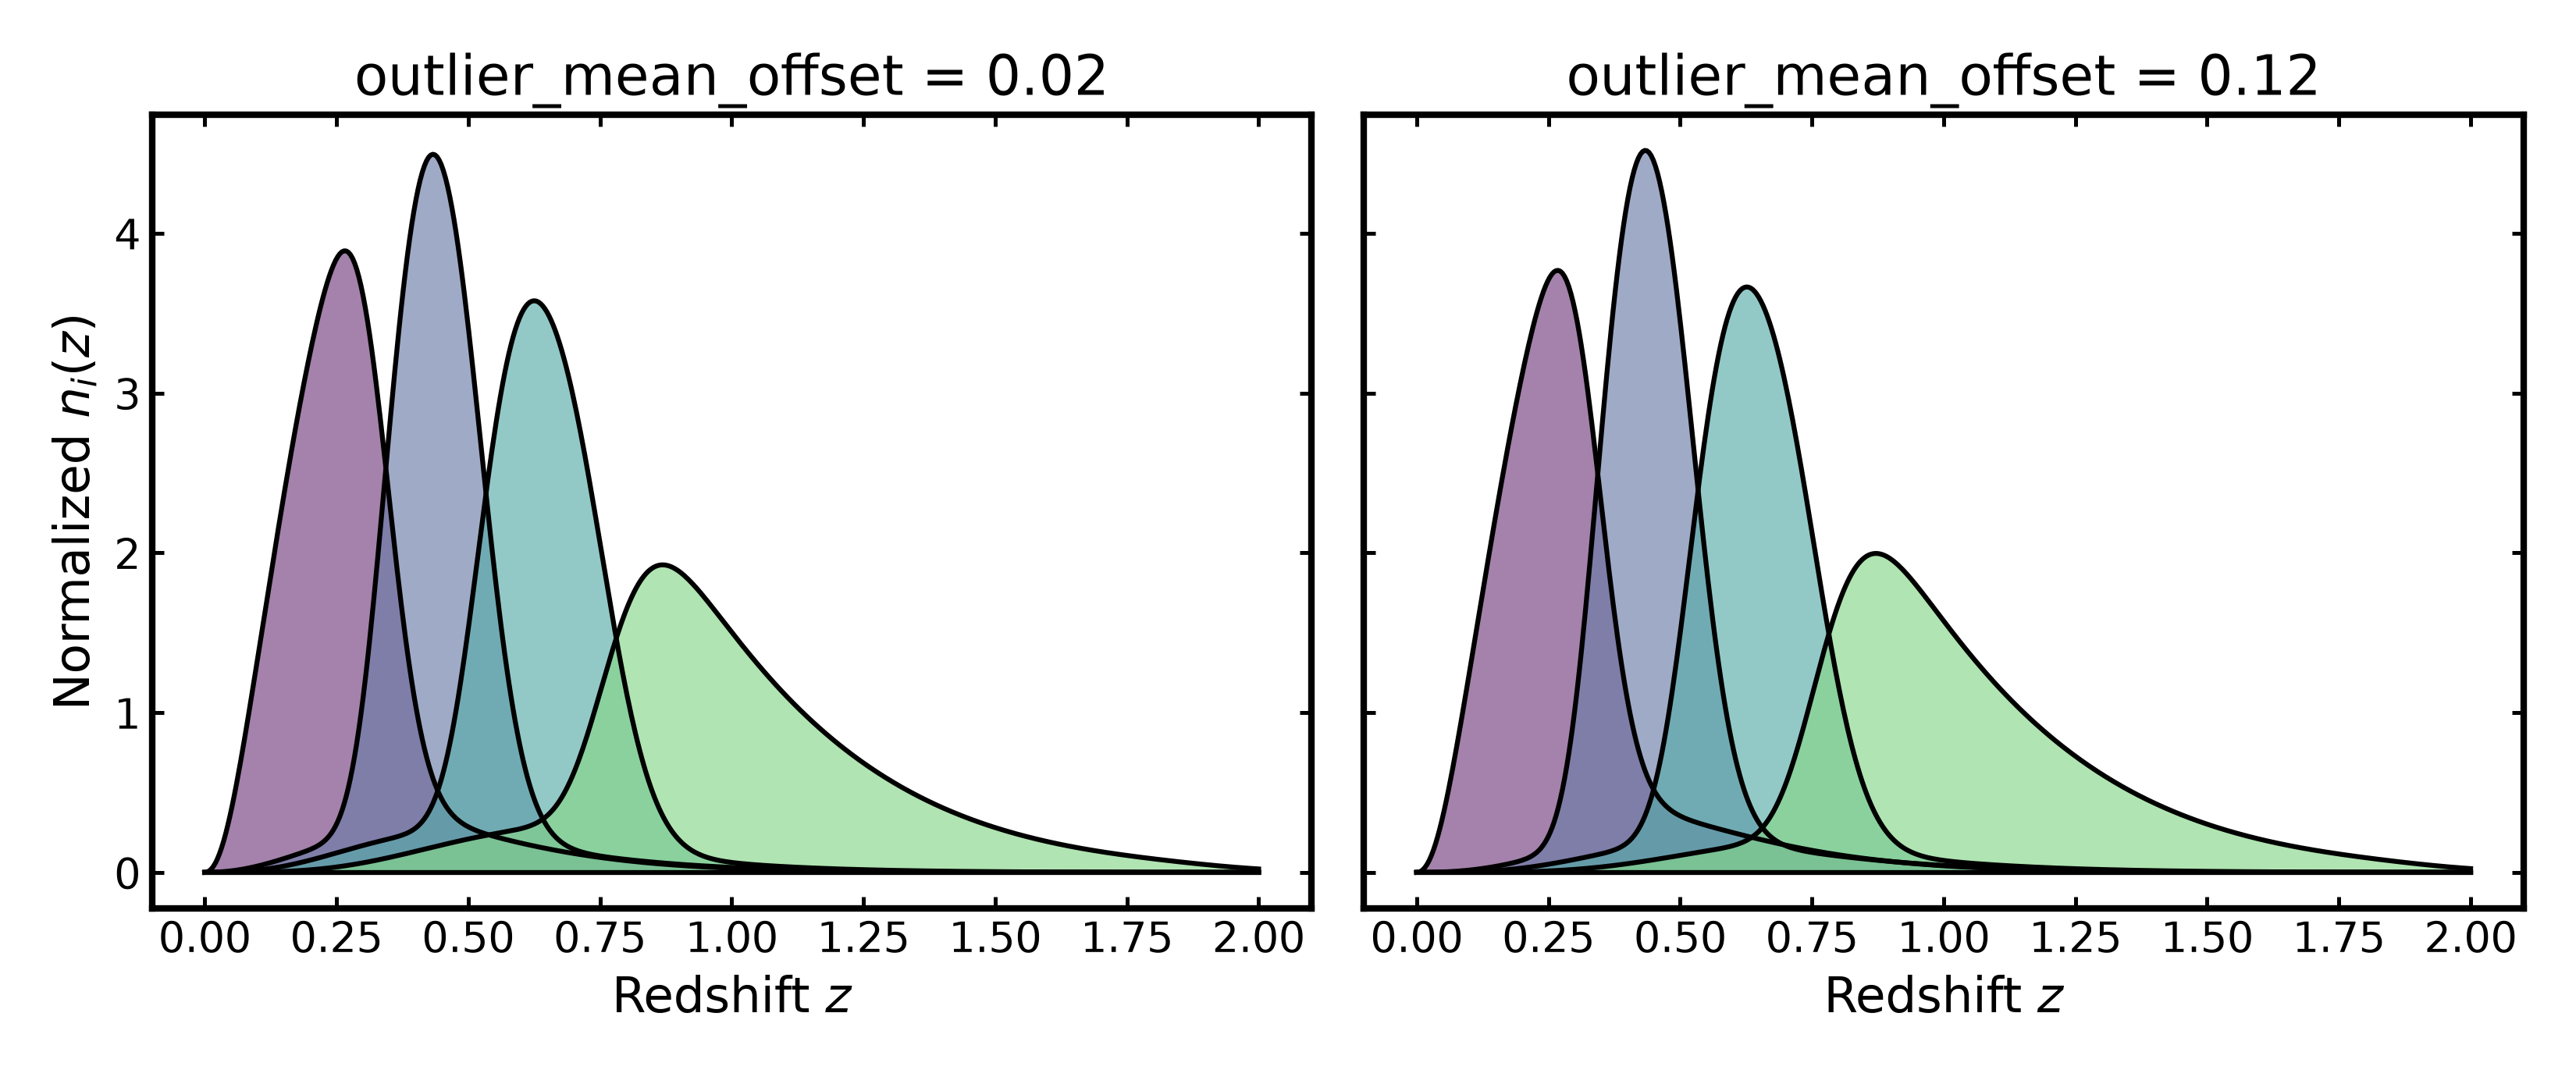 outlier_mean_offset = 0.02
outlier_mean_offset = 0.12
Normalized n_i(z)
4
3
2
1
0
0.00 0.25 0.50 0.75 1.00 1.25 1.50 1.75 2.00
0.00 0.25 0.50 0.75 1.00 1.25 1.50 1.75 2.00
Redshift z
Redshift z